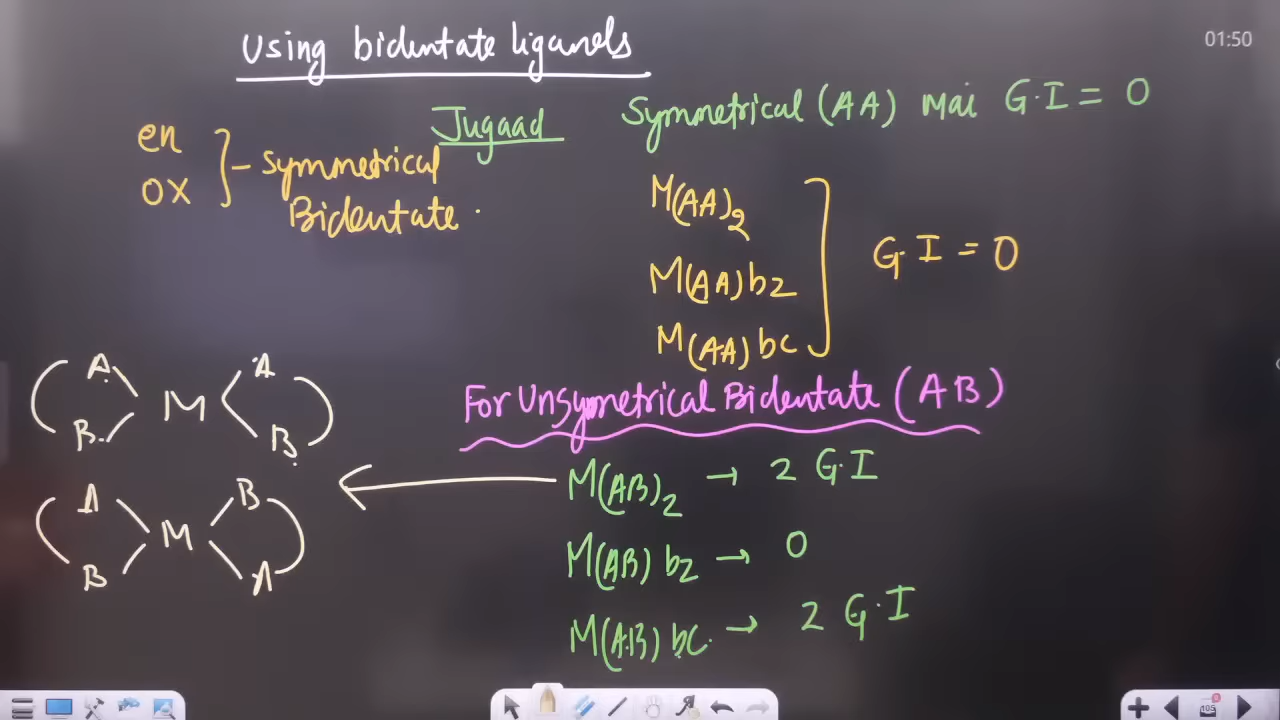 Using bidentate ligands
01:50
Jugaad
Symmetrical (AA) mai G.I = 0
en
ox
} - Symmetrical
Bidentate.
M(AA)2
M(AA)b2
M(AA)bc
G.I = 0
For Unsymmetrical Bidentate (AB)
M(AB)2 → 2 G.I
M(AB)b2 → 0
M(AB)bc. → 2 G.I
A
B
M
A
B
A
B
M
B
A
105